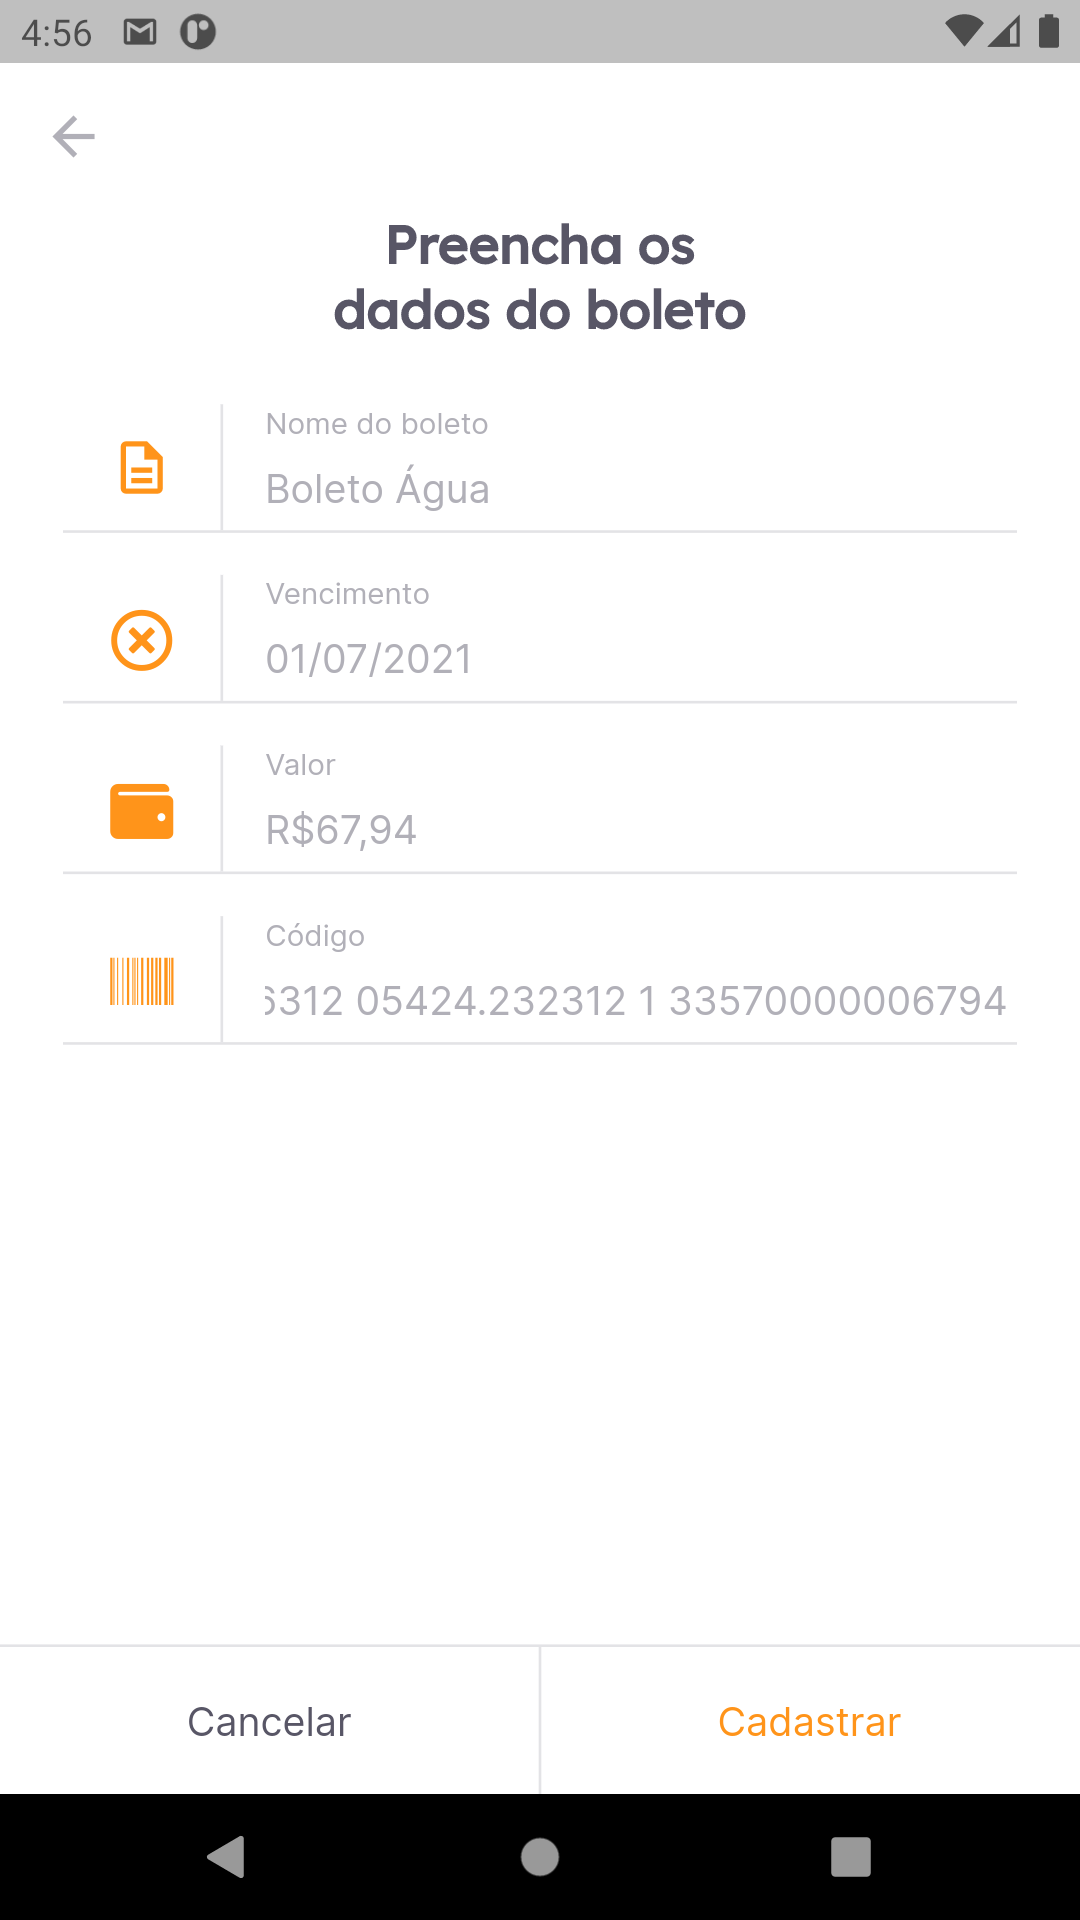 4:56
Preencha os
dados do boleto
Nome do boleto
Boleto Água
Vencimento
01/07/2021
Valor
R$67,94
Código
312 05424.232312 1 33570000006794
Cancelar
Cadastrar